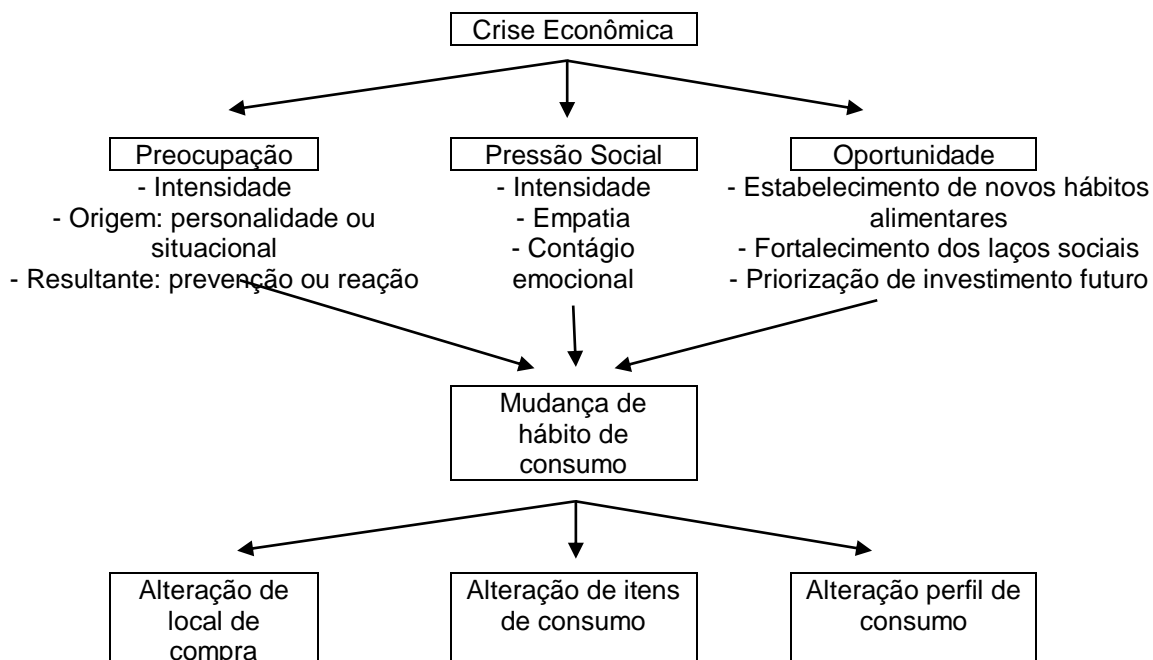 Crise Econômica
Preocupação
- Intensidade
- Origem: personalidade ou
situacional
- Resultante: prevenção ou reação
Pressão Social
- Intensidade
- Empatia
- Contágio
emocional
Oportunidade
- Estabelecimento de novos hábitos
alimentares
- Fortalecimento dos laços sociais
- Priorização de investimento futuro
Mudança de
hábito de
consumo
Alteração de
local de
compra
Alteração de itens
de consumo
Alteração perfil de
consumo